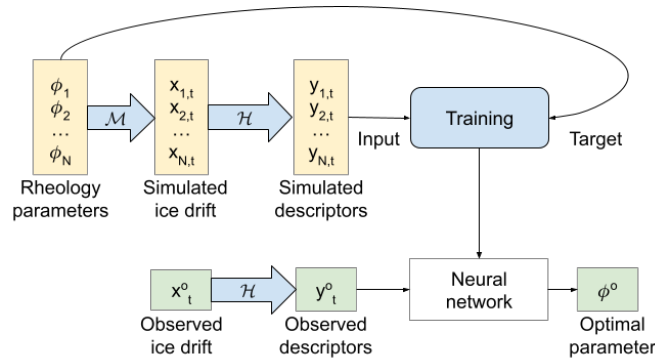 ϕ1
ϕ2
...
ϕN
ℳ
x1,t
x2,t
...
xN,t
ℋ
y1,t
y2,t
...
yN,t
Input
Training
Target
Rheology
parameters
Simulated
ice drift
Simulated
descriptors
xᵒt
ℋ
yᵒt
Neural
network
ϕᵒ
Observed
ice drift
Observed
descriptors
Optimal
parameter